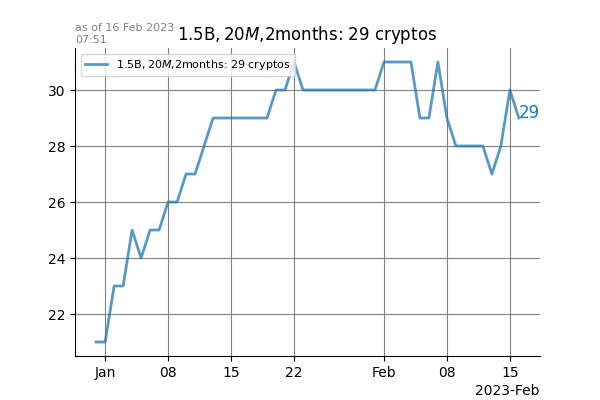 as of 16 Feb 2023
07:51
1.5B, 20M,2months: 29 cryptos
1.5B, 20M,2months: 29 cryptos
30
28
26
24
22
29
Jan 08 15 22 Feb 08 15
2023-Feb